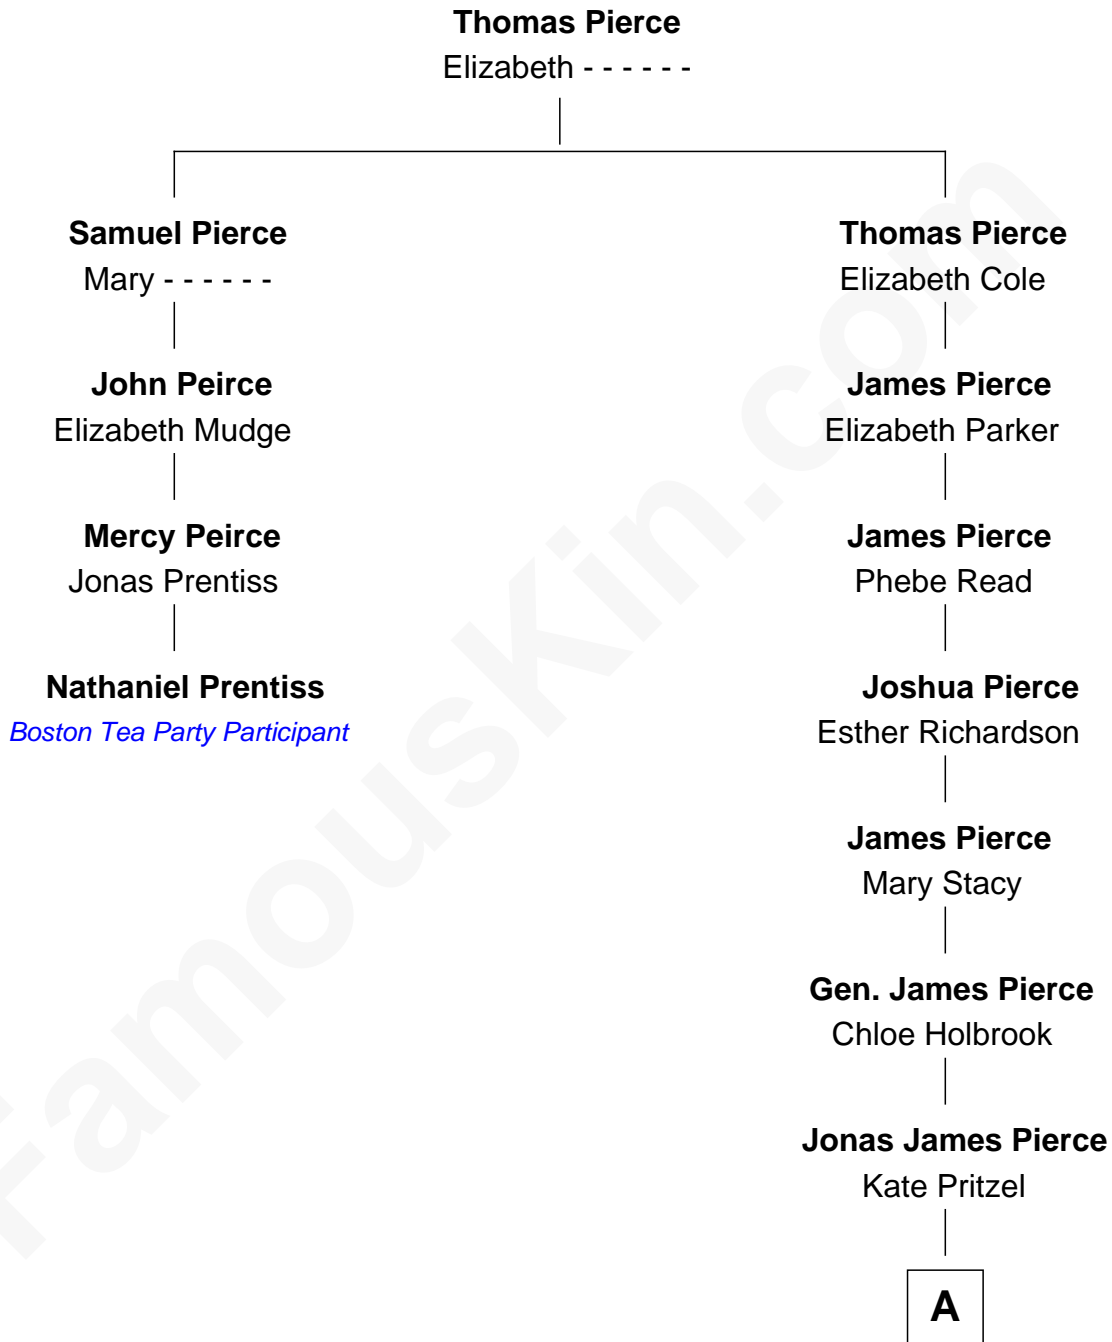 Thomas Pierce
Elizabeth - - - - - -
Samuel Pierce
Mary - - - - - -
John Peirce
Elizabeth Mudge
Mercy Peirce
Jonas Prentiss
Nathaniel Prentiss
Boston Tea Party Participant
Thomas Pierce
Elizabeth Cole
James Pierce
Elizabeth Parker
James Pierce
Phebe Read
Joshua Pierce
Esther Richardson
James Pierce
Mary Stacy
Gen. James Pierce
Chloe Holbrook
Jonas James Pierce
Kate Pritzel
A
FamousKin.com